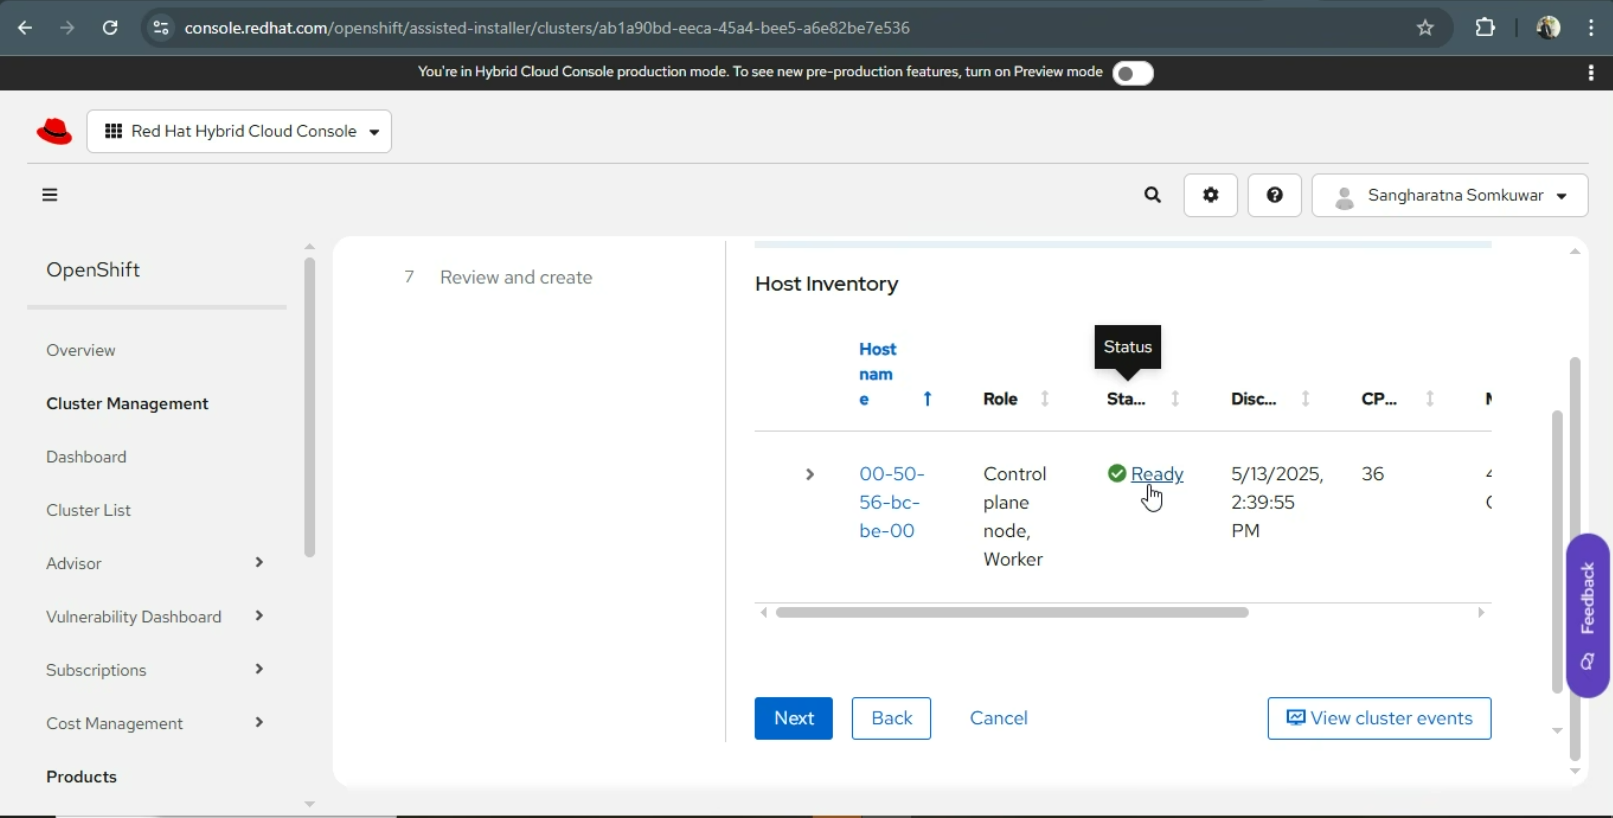 console.redhat.com/openshift/assisted-installer/clusters/ab1a90bd-eeca-45a4-bee5-a6e82be7e536
You're in Hybrid Cloud Console production mode. To see new pre-production features, turn on Preview mode
Red Hat Hybrid Cloud Console
Sangharatna Somkuwar
OpenShift
Overview
Cluster Management
Dashboard
Cluster List
Advisor
Vulnerability Dashboard
Subscriptions
Cost Management
Products
7 Review and create
Host Inventory
Status
Host
nam
e
Role
Sta...
Disc...
CP...
00-50-
56-bc-
be-00
Control
plane
node,
Worker
Ready
5/13/2025,
2:39:55
PM
36
Next
Back
Cancel
View cluster events
Feedback